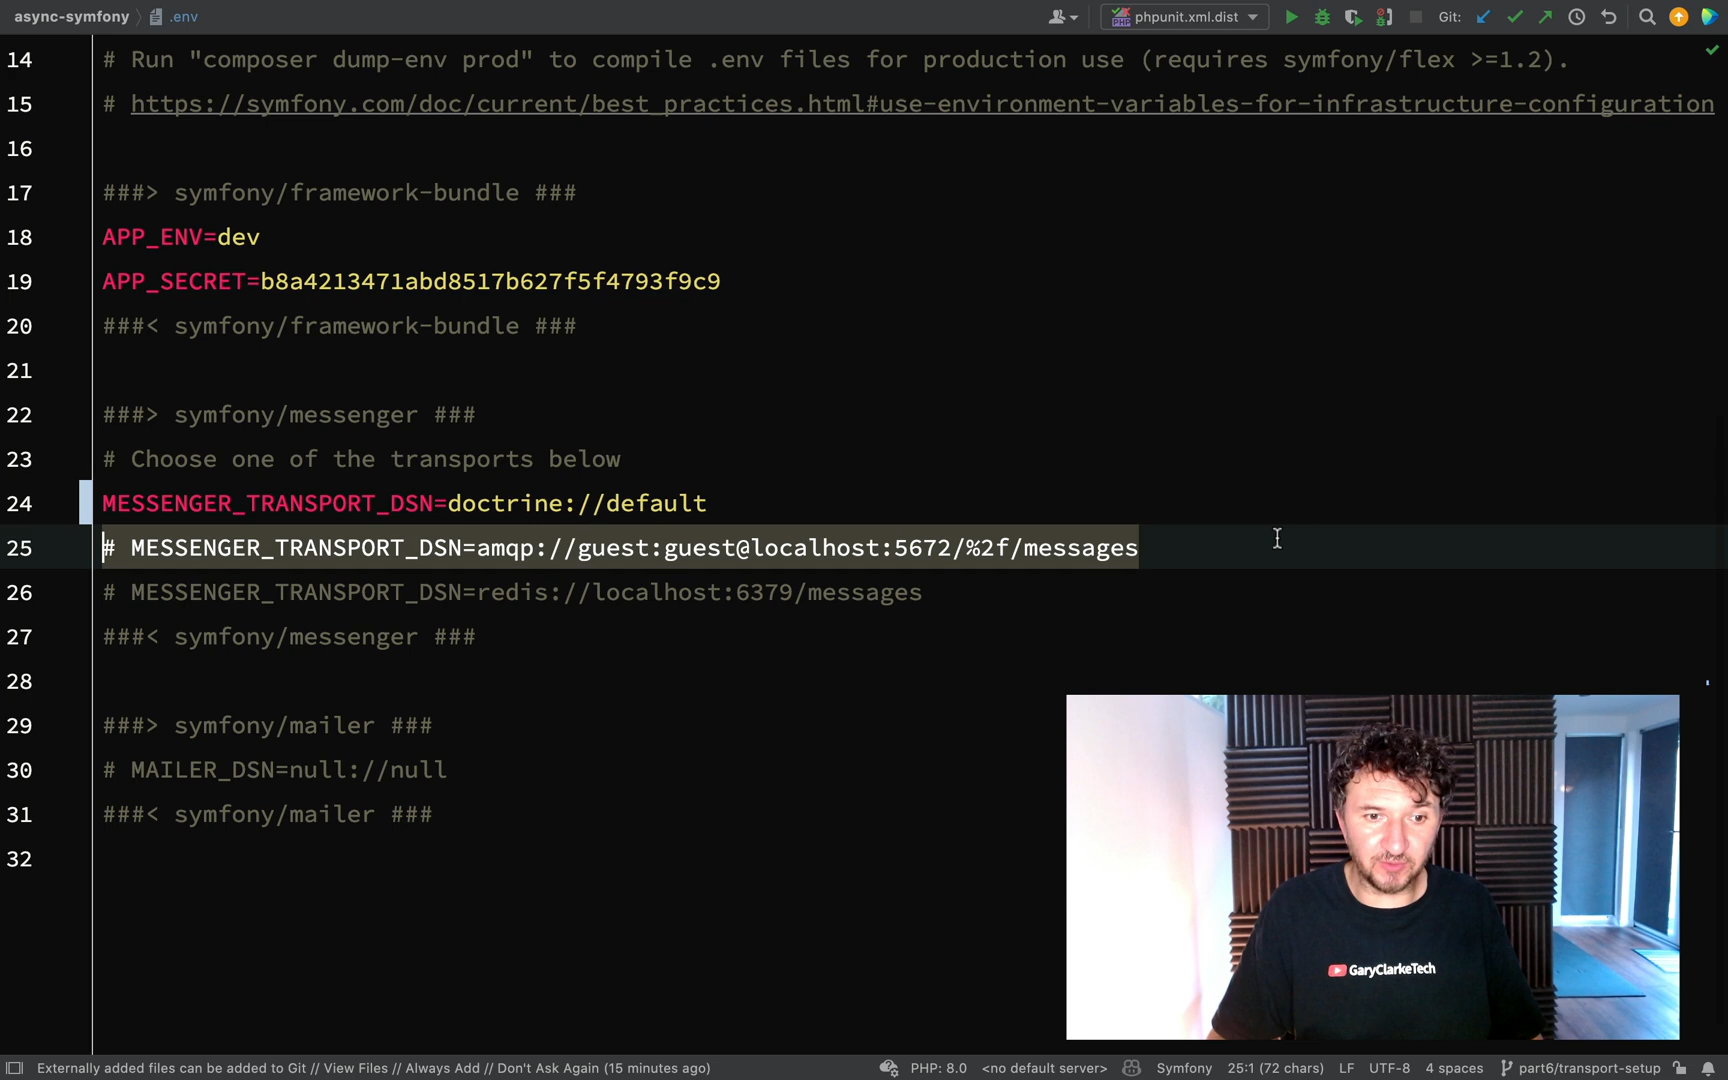 async-symfony .env phpunit.xml.dist Git:
14 # Run "composer dump-env prod" to compile .env files for production use (requires symfony/flex >=1.2).
15 # https://symfony.com/doc/current/best_practices.html#use-environment-variables-for-infrastructure-configuration
16
17 ###> symfony/framework-bundle ###
18 APP_ENV=dev
19 APP_SECRET=b8a4213471abd8517b627f5f4793f9c9
20 ###< symfony/framework-bundle ###
21
22 ###> symfony/messenger ###
23 # Choose one of the transports below
24 MESSENGER_TRANSPORT_DSN=doctrine://default
25 # MESSENGER_TRANSPORT_DSN=amqp://guest:guest@localhost:5672/%2f/messages
26 # MESSENGER_TRANSPORT_DSN=redis://localhost:6379/messages
27 ###< symfony/messenger ###
28
29 ###> symfony/mailer ###
30 # MAILER_DSN=null://null
31 ###< symfony/mailer ###
32
GaryClarkeTech
Externally added files can be added to Git // View Files // Always Add // Don't Ask Again (15 minutes ago) PHP: 8.0 <no default server> Symfony 25:1 (72 chars) LF UTF-8 4 spaces part6/transport-setup